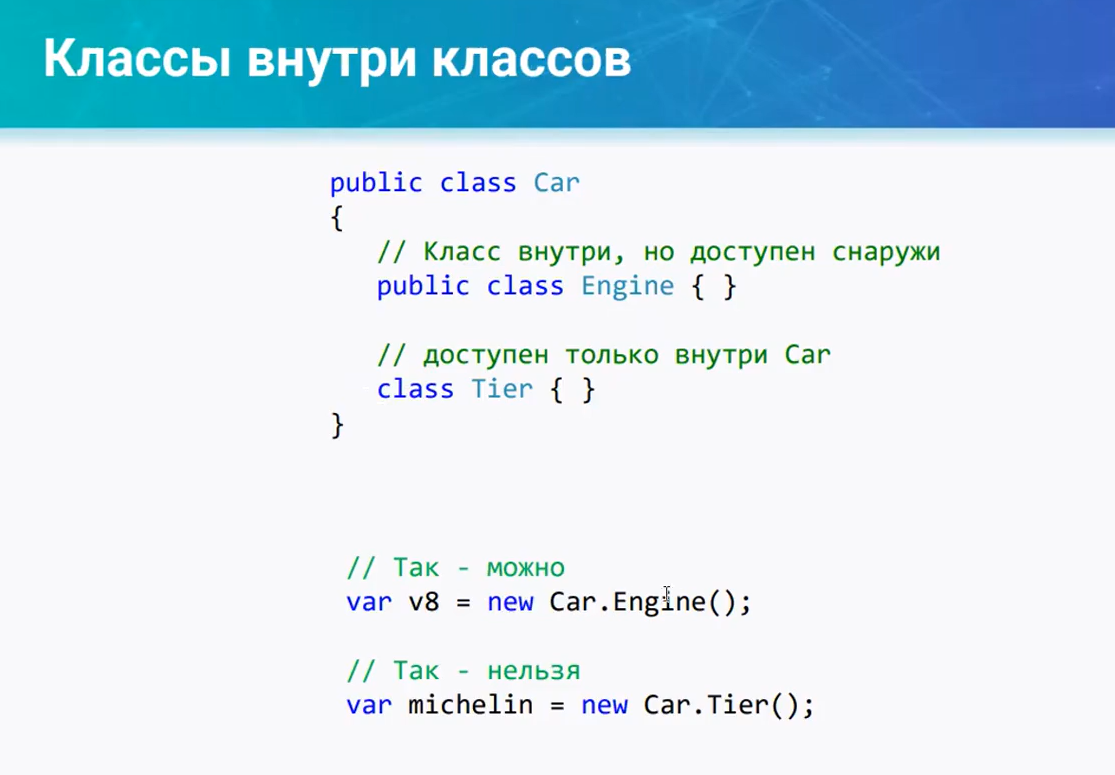 Классы внутри классов
public class Car
{
// Класс внутри, но доступен снаружи
public class Engine { }
// доступен только внутри Car
class Tier { }
}
// Так - можно
var v8 = new Car.Engine();
// Так - нельзя
var michelin = new Car.Tier();